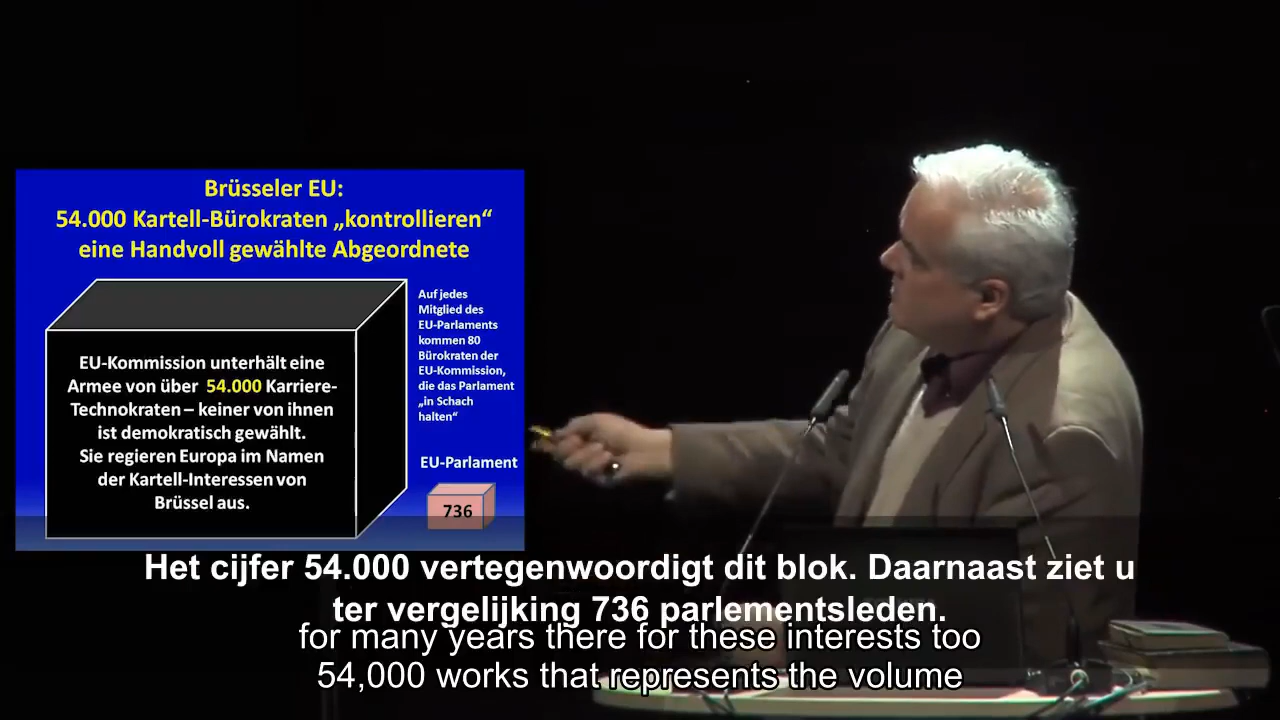 Brüsseler EU:
54.000 Kartell-Bürokraten „kontrollieren“
eine Handvoll gewählte Abgeordnete
EU-Kommission unterhält eine
Armee von über 54.000 Karriere-
Technokraten – keiner von ihnen
ist demokratisch gewählt.
Sie regieren Europa im Namen
der Kartell-Interessen von
Brüssel aus.
Auf jedes
Mitglied des
EU-Parlaments
kommen 80
Bürokraten der
EU-Kommission,
die das Parlament
„in Schach
halten“
EU-Parlament
736
Het cijfer 54.000 vertegenwoordigt dit blok. Daarnaast ziet u
ter vergelijking 736 parlementsleden.
for many years there for these interests too
54,000 works that represents the volume